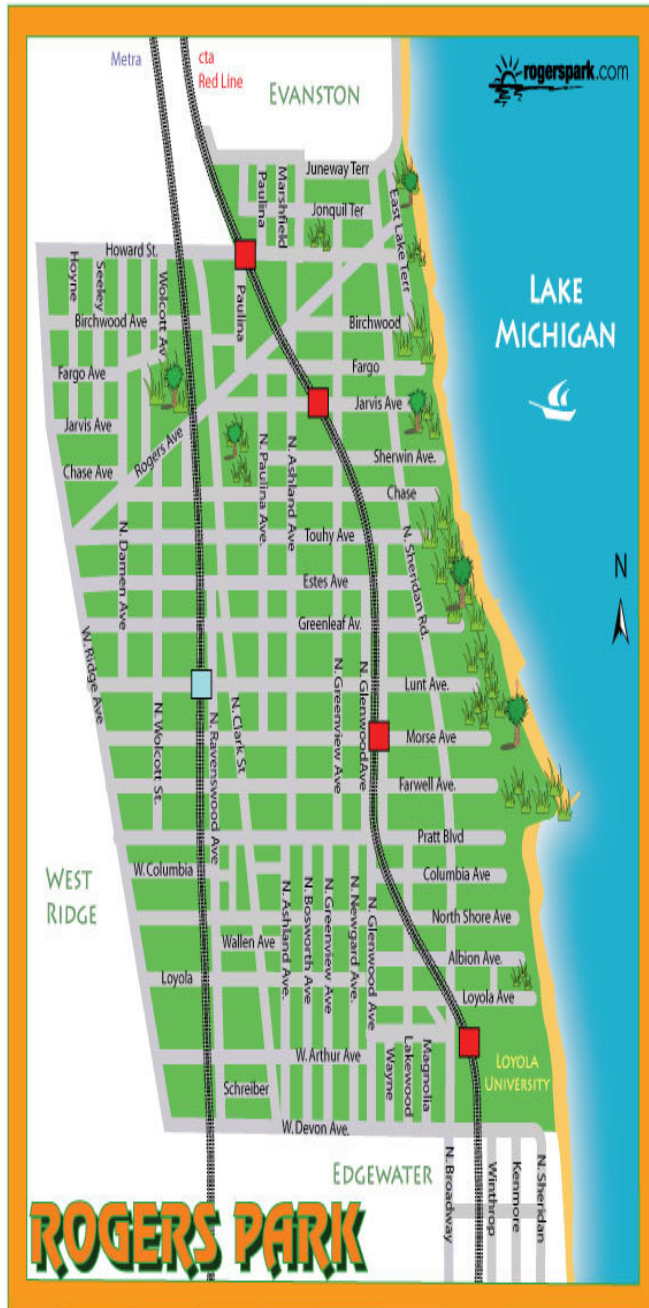 Metra
cta
Red Line
EVANSTON
rogerspark.com
Juneway Terr
Paulina
Marshfield
Jonquil Ter
East Lake Terr
Howard St.
Hoyne
Seeley
Wolcott Av
Paulina
LAKE
MICHIGAN
Birchwood Ave
Birchwood
Fargo Ave
Fargo
Jarvis Ave
Jarvis Ave
Rogers Ave
N. Paulina Ave.
N. Ashland Ave
Sherwin Ave.
Chase Ave
Chase
N. Damen Ave
Touhy Ave
N. Sheridan Rd.
N
Estes Ave
Greenleaf Av.
W. Ridge Ave
N. Wolcott St.
N. Ravenswood Ave
N. Clark St
N. Greenview Ave
N. Glenwood Ave
Lunt Ave.
Morse Ave
Farwell Ave.
Pratt Blvd
WEST
RIDGE
W. Columbia
Columbia Ave
N. Ashland Ave.
N. Bosworth Ave
N. Greenview Ave
N. Newgard Ave.
N. Glenwood Ave
North Shore Ave
Wallen Ave
Albion Ave.
Loyola
Loyola Ave
W. Arthur Ave
Wayne
Lakewood
Magnolia
LOYOLA
UNIVERSITY
Schreiber
W. Devon Ave.
EDGEWATER
N. Broadway
Winthrop
Kenmore
N. Sheridan
ROGERS PARK